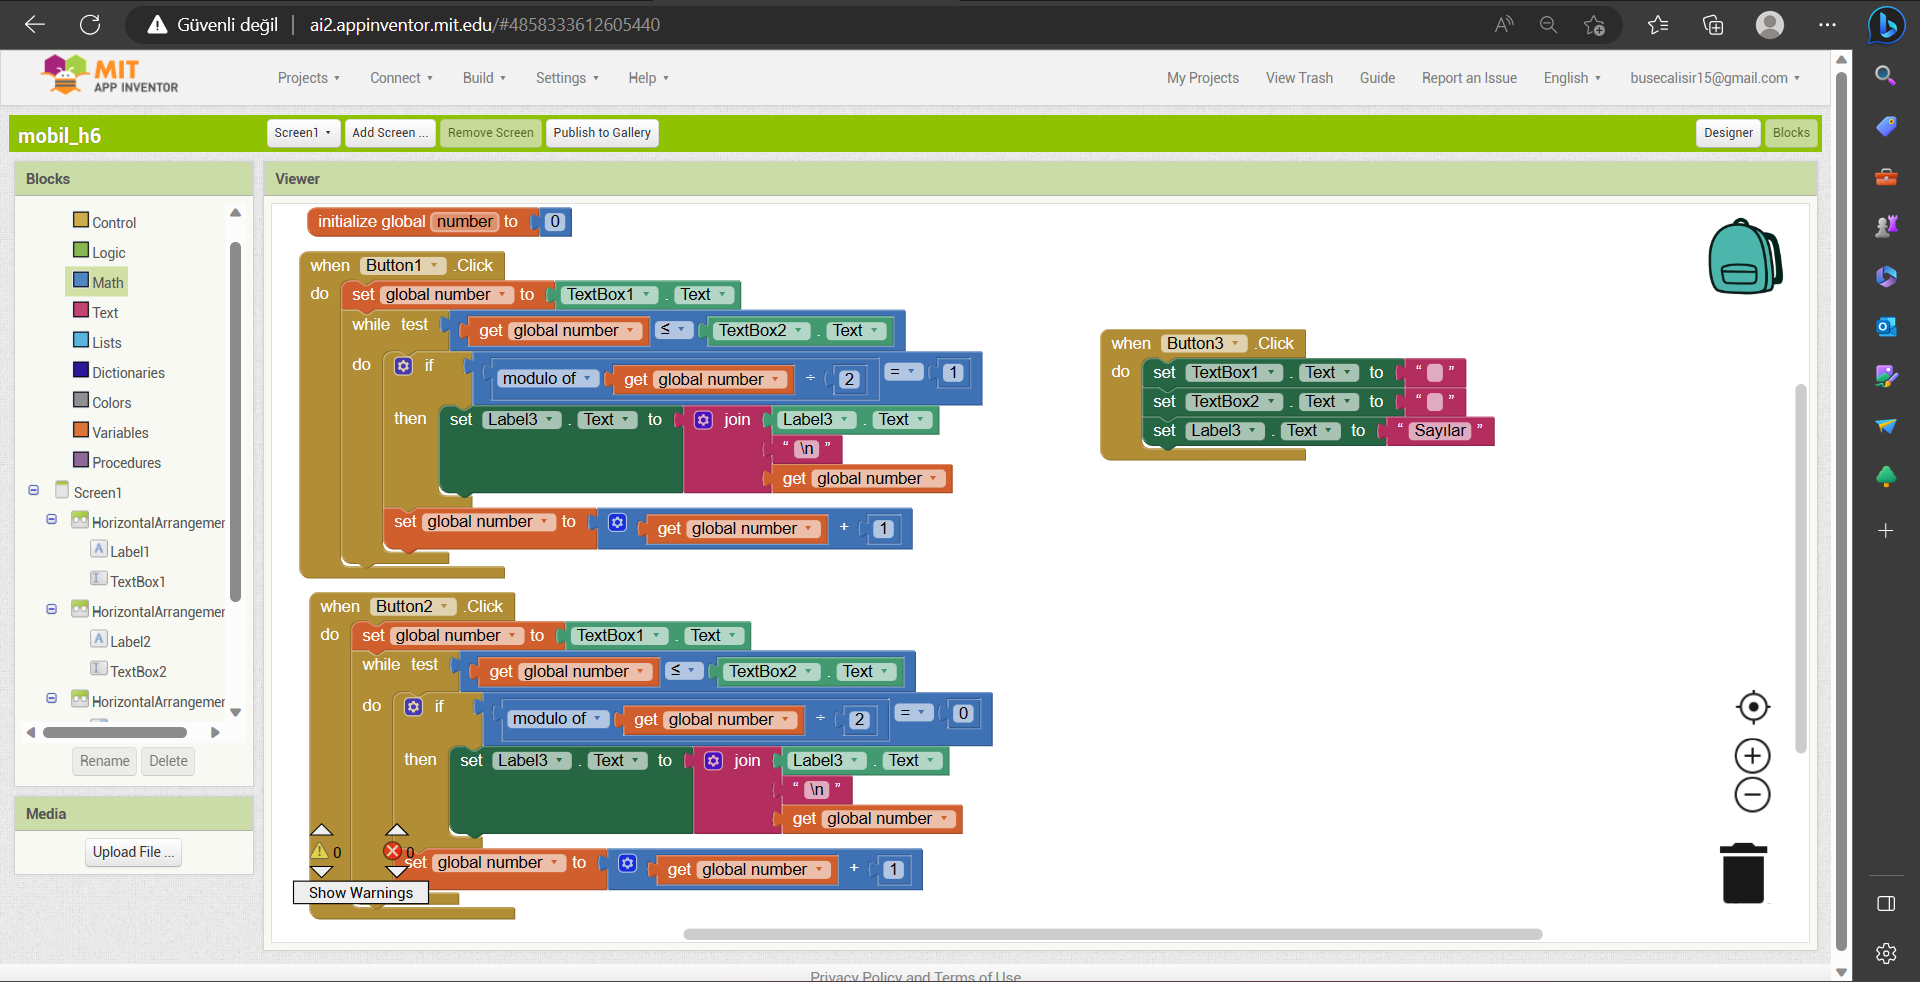 Güvenli değil | ai2.appinventor.mit.edu/#4858333612605440
MIT
APP INVENTOR
Projects
Connect
Build
Settings
Help
My Projects
View Trash
Guide
Report an Issue
English
busecalisir15@gmail.com
mobil_h6
Screen1
Add Screen ...
Remove Screen
Publish to Gallery
Designer
Blocks
Blocks
Control
Logic
Math
Text
Lists
Dictionaries
Colors
Variables
Procedures
Screen1
HorizontalArrangemer
Label1
TextBox1
HorizontalArrangemer
Label2
TextBox2
HorizontalArrangemer
Rename
Delete
Media
Upload File ...
Viewer
initialize global number to 0
when Button1 .Click
do set global number to TextBox1 . Text
while test get global number ≤ TextBox2 . Text
do if modulo of get global number ÷ 2 = 1
then set Label3 . Text to join Label3 . Text
“ \n ”
get global number
set global number to get global number + 1
when Button2 .Click
do set global number to TextBox1 . Text
while test get global number ≤ TextBox2 . Text
do if modulo of get global number ÷ 2 = 0
then set Label3 . Text to join Label3 . Text
“ \n ”
get global number
set global number to get global number + 1
0 0
Show Warnings
when Button3 .Click
do set TextBox1 . Text to “ ”
set TextBox2 . Text to “ ”
set Label3 . Text to “ Sayılar ”
Privacy Policy and Terms of Use